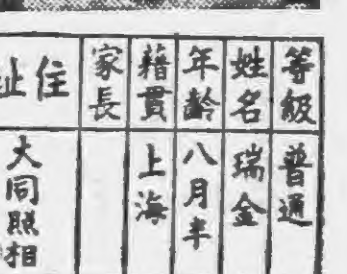 等級 普通
姓名 瑞金
年齡 八月半
藉貫 上海
家長
住址 大同照相